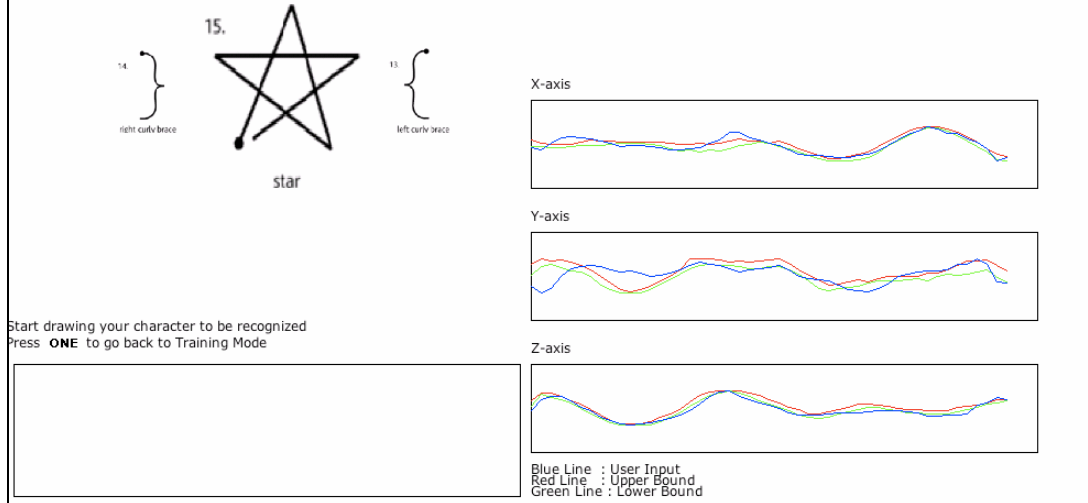 15.
14.
right curly brace
13.
left curly brace
star
Start drawing your character to be recognized
Press ONE to go back to Training Mode
X-axis
Y-axis
Z-axis
Blue Line : User Input
Red Line : Upper Bound
Green Line : Lower Bound